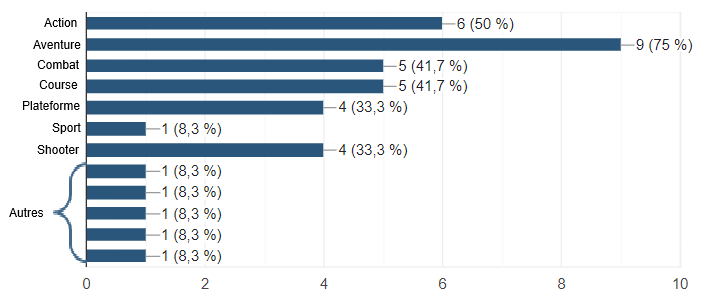 Action 6 (50 %)
Aventure 9 (75 %)
Combat 5 (41,7 %)
Course 5 (41,7 %)
Plateforme 4 (33,3 %)
Sport 1 (8,3 %)
Shooter 4 (33,3 %)
1 (8,3 %)
1 (8,3 %)
Autres 1 (8,3 %)
1 (8,3 %)
1 (8,3 %)
0 2 4 6 8 10